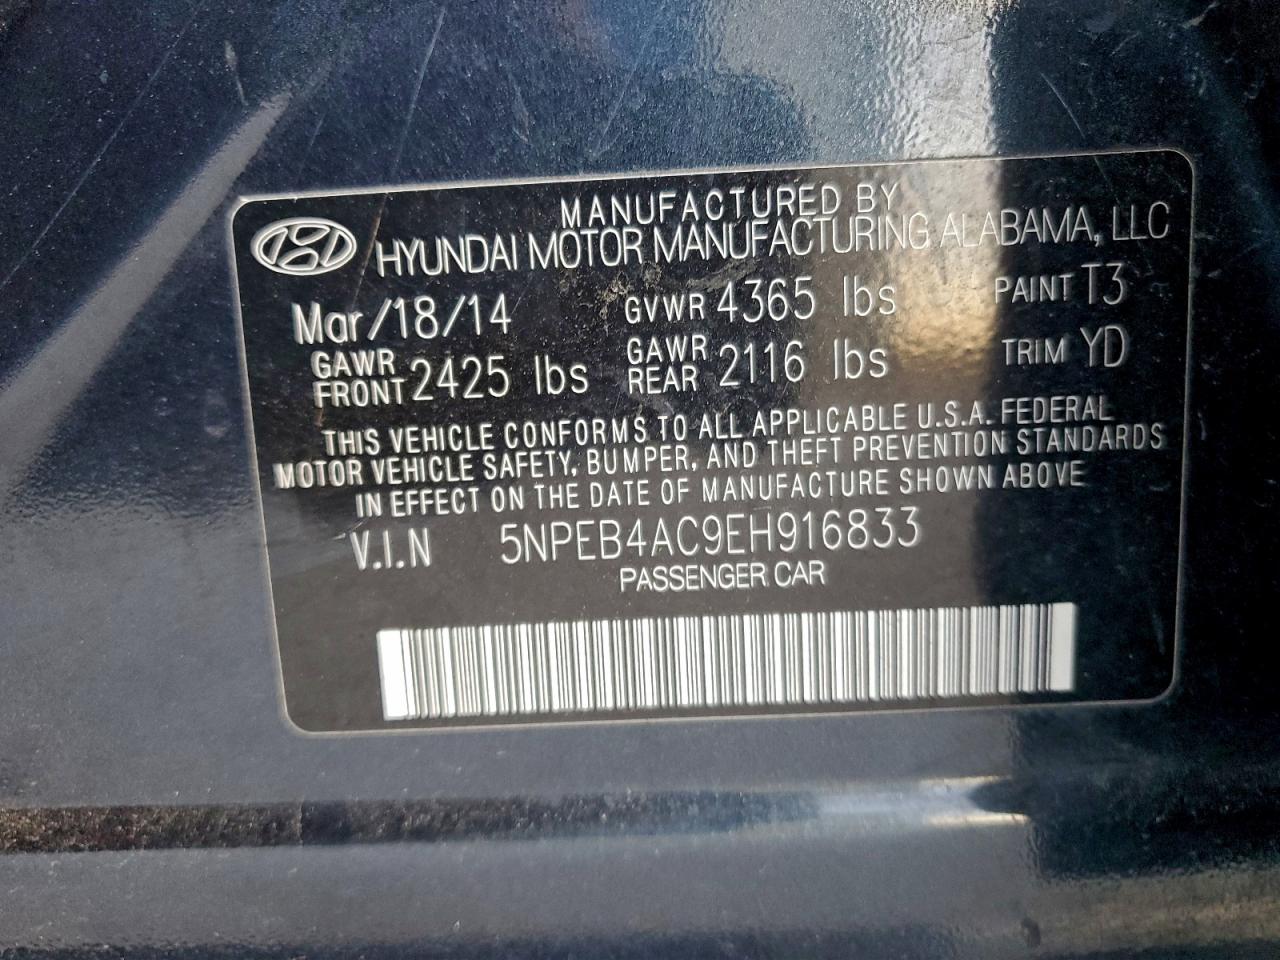 MANUFACTURED BY
HYUNDAI MOTOR MANUFACTURING ALABAMA, LLC
Mar/18/14 GVWR 4365 lbs PAINT T3
GAWR FRONT 2425 lbs GAWR REAR 2116 lbs TRIM YD
THIS VEHICLE CONFORMS TO ALL APPLICABLE U.S.A. FEDERAL
MOTOR VEHICLE SAFETY, BUMPER, AND THEFT PREVENTION STANDARDS
IN EFFECT ON THE DATE OF MANUFACTURE SHOWN ABOVE
V.I.N 5NPEB4AC9EH916833
PASSENGER CAR